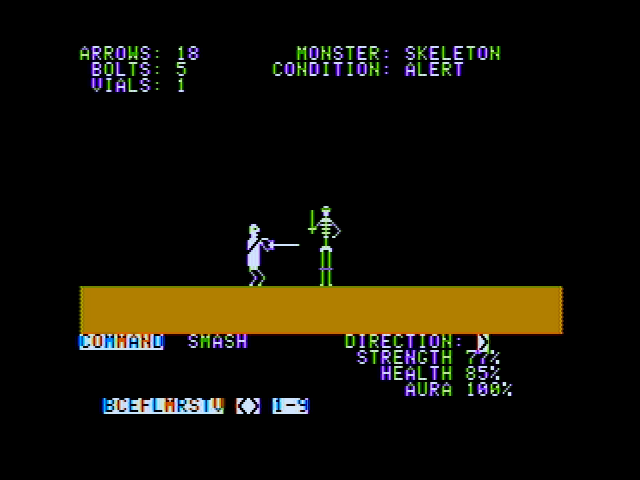 ARROWS: 18 MONSTER: SKELETON
BOLTS: 5 CONDITION: ALERT
VIALS: 1
COMMAND SMASH DIRECTION: >
STRENGTH 77%
HEALTH 85%
AURA 100%
BCEFLMRSTV <> 1-9